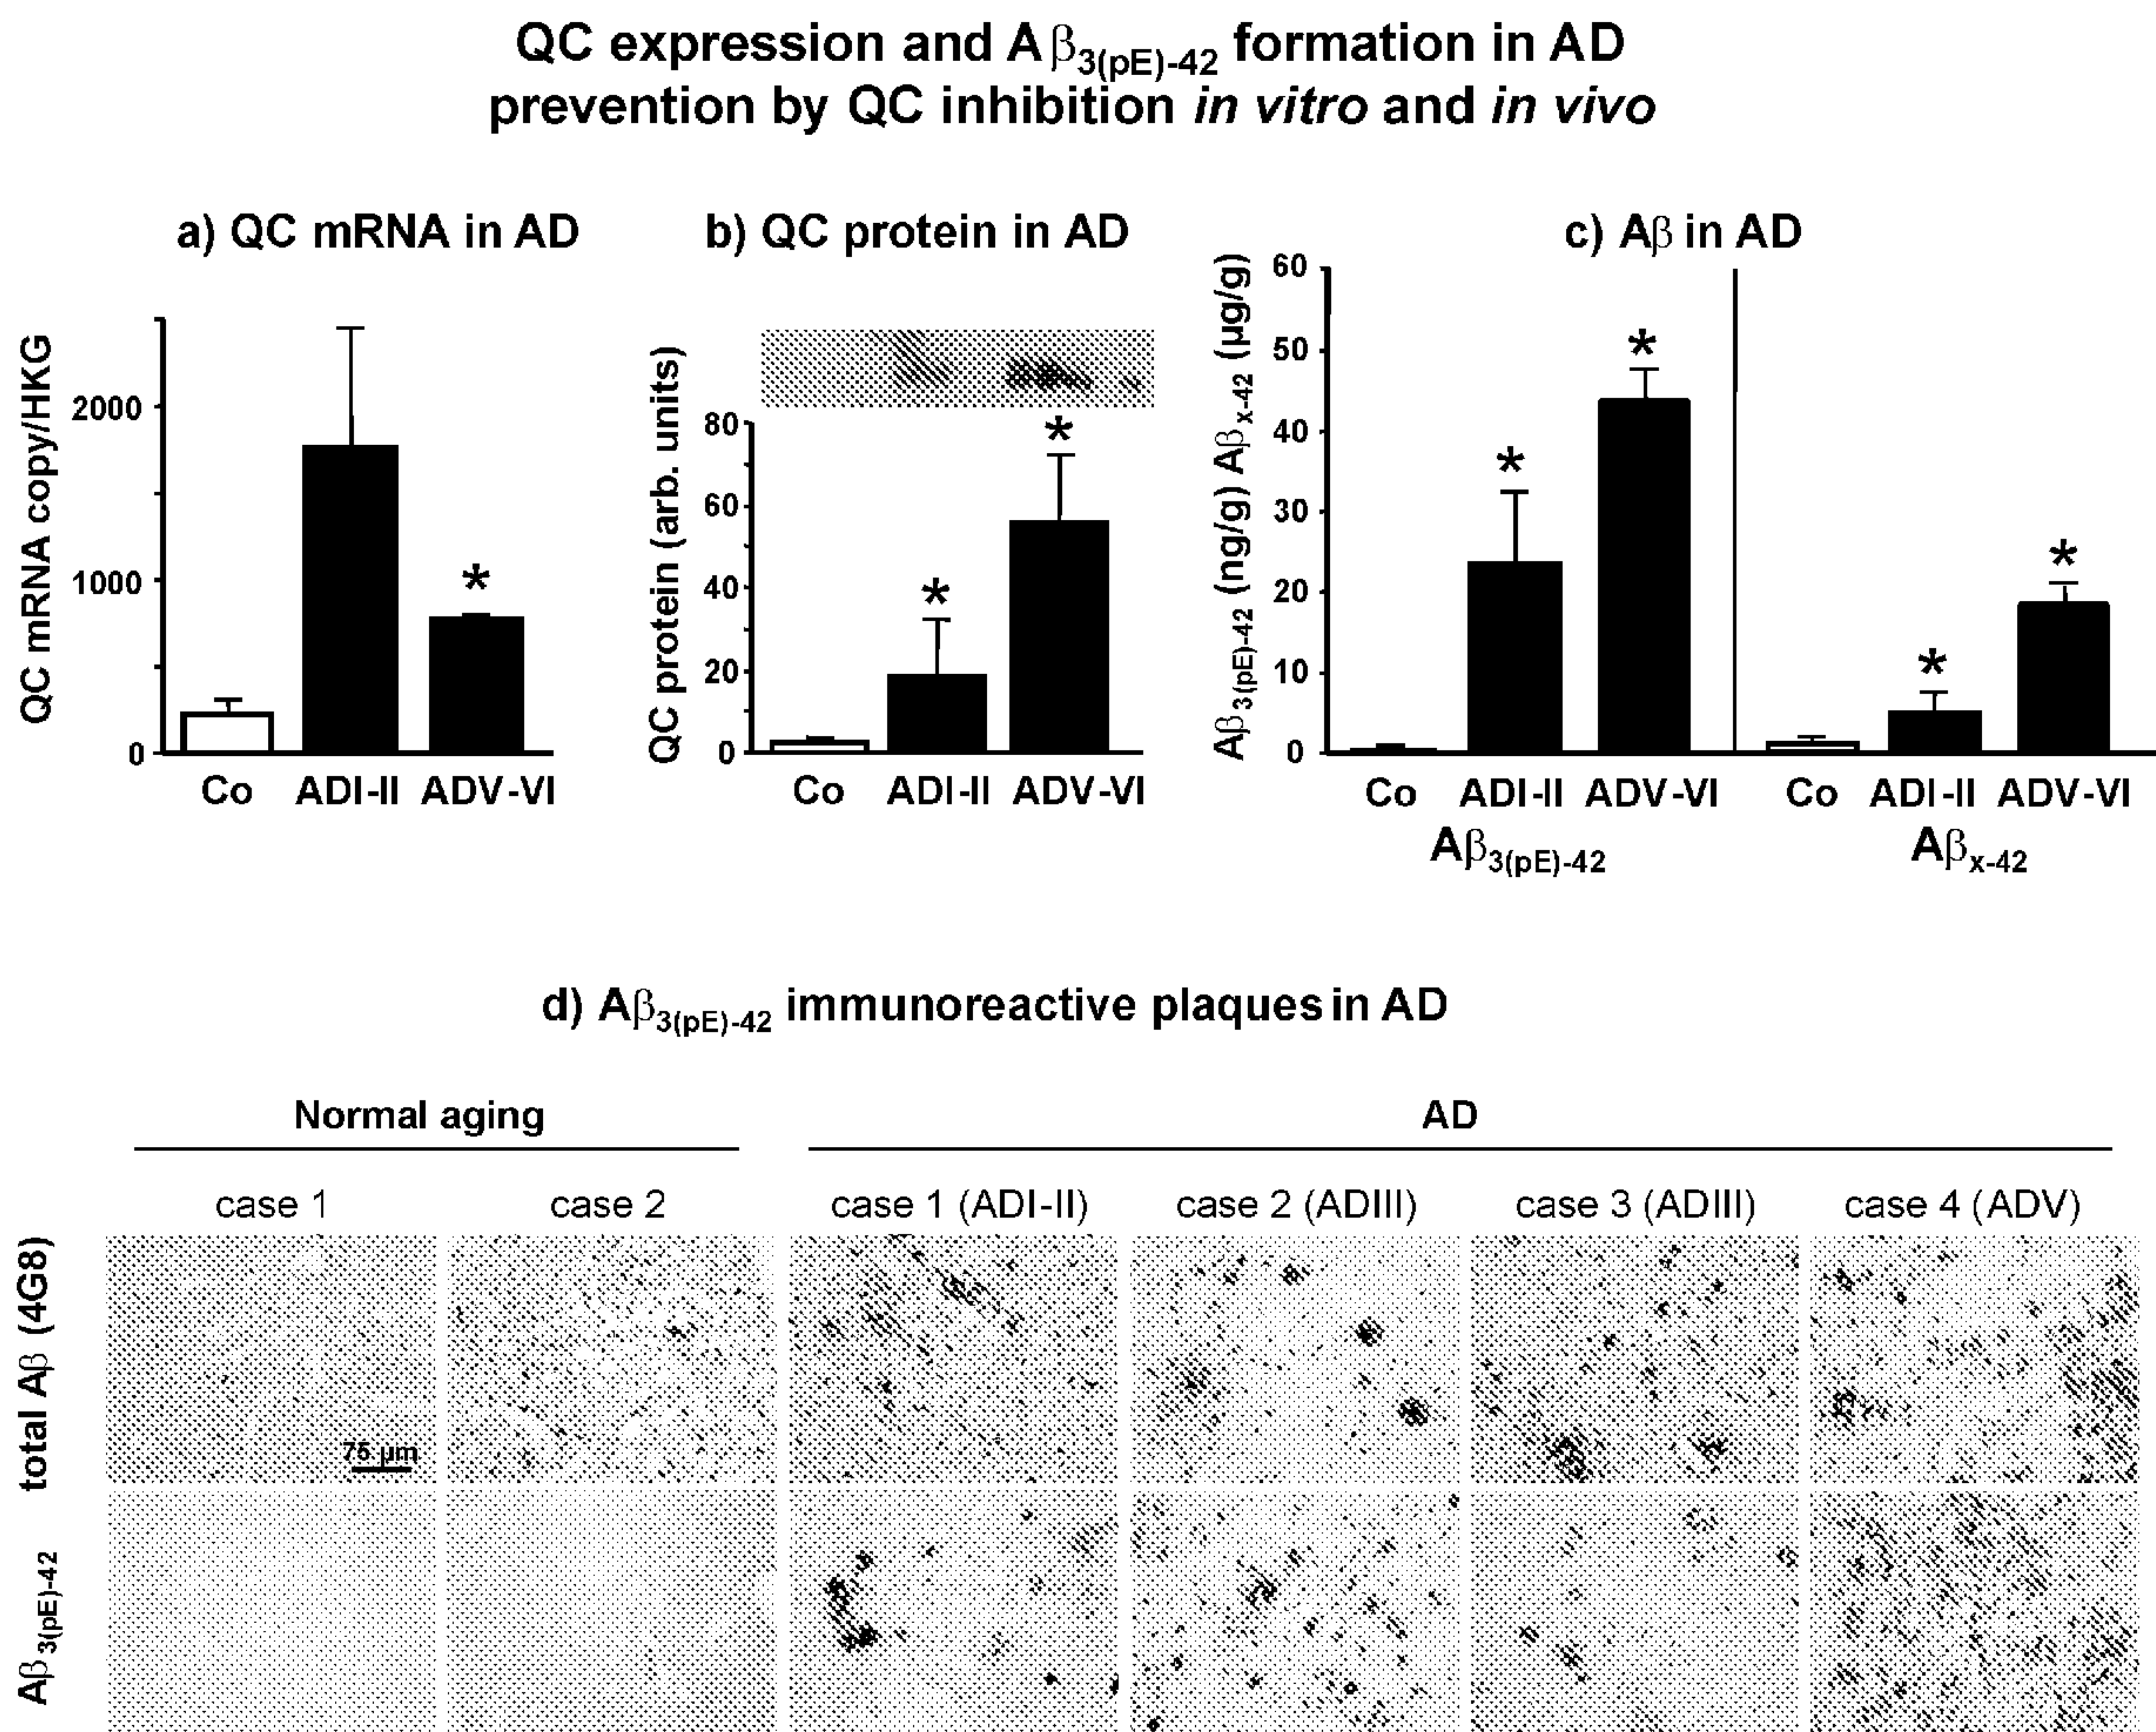 QC expression and Aβ3(pE)-42 formation in AD
prevention by QC inhibition in vitro and in vivo
a) QC mRNA in AD
QC mRNA copy/HKG
2000
1000
0
*
Co ADI-II ADV-VI
b) QC protein in AD
QC protein (arb. units)
80
60
40
20
0
* *
Co ADI-II ADV-VI
c) Aβ in AD
Aβ3(pE)-42 (ng/g) Aβx-42 (µg/g)
60
50
40
30
20
10
0
* * * *
Co ADI-II ADV-VI Co ADI-II ADV-VI
Aβ3(pE)-42 Aβx-42
d) Aβ3(pE)-42 immunoreactive plaques in AD
Normal aging AD
case 1 case 2 case 1 (ADI-II) case 2 (ADIII) case 3 (ADIII) case 4 (ADV)
total Aβ (4G8)
75 µm
Aβ3(pE)-42